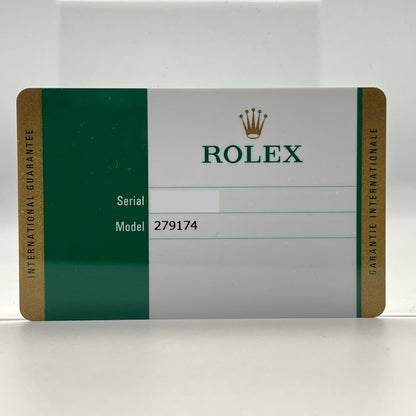 INTERNATIONAL GUARANTEE
ROLEX
Serial
Model 279174
GARANTIE INTERNATIONALE